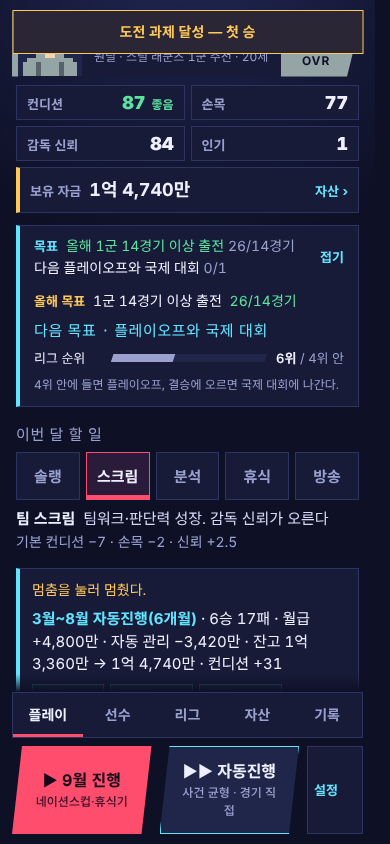 도전 과제 달성 — 첫 승
원딜 · 스틸 래군스 1군 주전 · 20세
OVR
컨디션 87 좋음
손목 77
감독 신뢰 84
인기 1
보유 자금 1억 4,740만 자산 ›
목표 올해 1군 14경기 이상 출전 26/14경기
다음 플레이오프와 국제 대회 0/1
접기
올해 목표 1군 14경기 이상 출전 26/14경기
다음 목표 · 플레이오프와 국제 대회
리그 순위 6위 / 4위 안
4위 안에 들면 플레이오프, 결승에 오르면 국제 대회에 나간다.
이번 달 할 일
솔랭 스크림 분석 휴식 방송
팀 스크림 팀워크·판단력 성장. 감독 신뢰가 오른다
기본 컨디션 −7 · 손목 −2 · 신뢰 +2.5
멈춤을 눌러 멈췄다.
3월~8월 자동진행(6개월) · 6승 17패 · 월급
+4,800만 · 자동 관리 −3,420만 · 잔고 1억
3,360만 → 1억 4,740만 · 컨디션 +31
플레이 선수 리그 자산 기록
▶ 9월 진행
네이션스컵·휴식기
▶▶ 자동진행
사건 균형 · 경기 직
접
설정